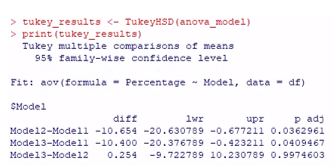 > tukey_results <- TukeyHSD(anova_model)
> print(tukey_results)
  Tukey multiple comparisons of means
    95% family-wise confidence level

Fit: aov(formula = Percentage ~ Model, data = df)

$Model
                 diff        lwr       upr     p adj
Model2-Model1 -10.654 -20.630789 -0.677211 0.0362961
Model3-Model1 -10.400 -20.376789 -0.423211 0.0409467
Model3-Model2   0.254  -9.722789 10.230789 0.9974603